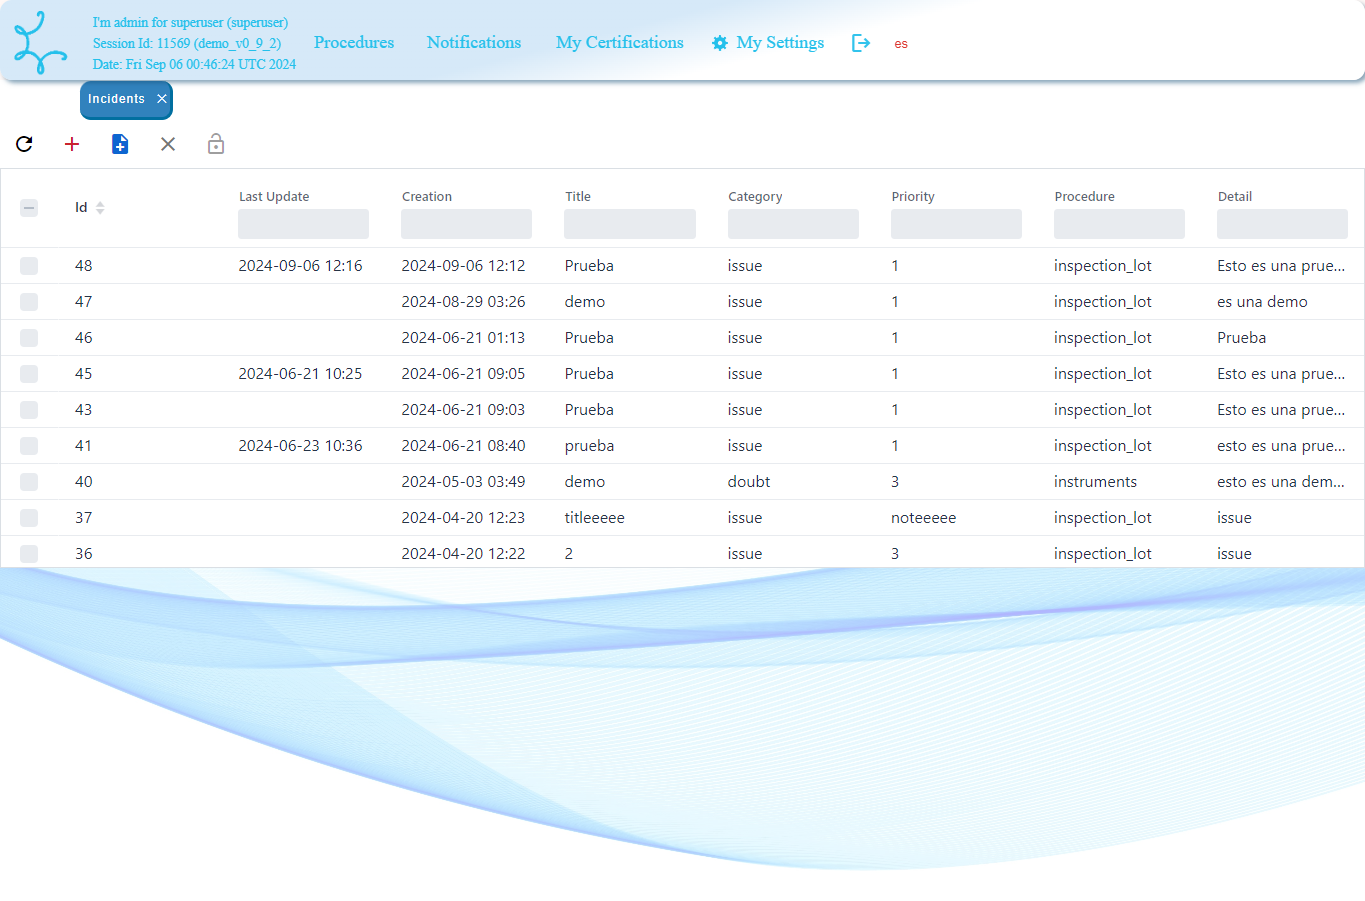 I'm admin for superuser (superuser)
Session Id: 11569 (demo_v0_9_2)
Date: Fri Sep 06 00:46:24 UTC 2024
Procedures Notifications My Certifications My Settings es
Incidents
Id Last Update Creation Title Category Priority Procedure Detail
48 2024-09-06 12:16 2024-09-06 12:12 Prueba issue 1 inspection_lot Esto es una prue...
47 2024-08-29 03:26 demo issue 1 inspection_lot es una demo
46 2024-06-21 01:13 Prueba issue 1 inspection_lot Prueba
45 2024-06-21 10:25 2024-06-21 09:05 Prueba issue 1 inspection_lot Esto es una prue...
43 2024-06-21 09:03 Prueba issue 1 inspection_lot Esto es una prue...
41 2024-06-23 10:36 2024-06-21 08:40 prueba issue 1 inspection_lot esto es una prue...
40 2024-05-03 03:49 demo doubt 3 instruments esto es una dem...
37 2024-04-20 12:23 titleeeee issue noteeeee inspection_lot issue
36 2024-04-20 12:22 2 issue 3 inspection_lot issue